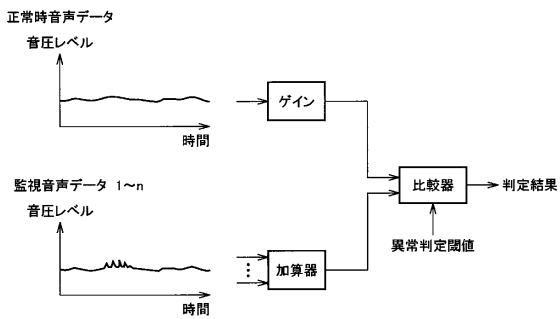 正常時音声データ
音圧レベル
時間
ゲイン
監視音声データ 1~n
音圧レベル
時間
加算器
比較器
判定結果
異常判定閾値